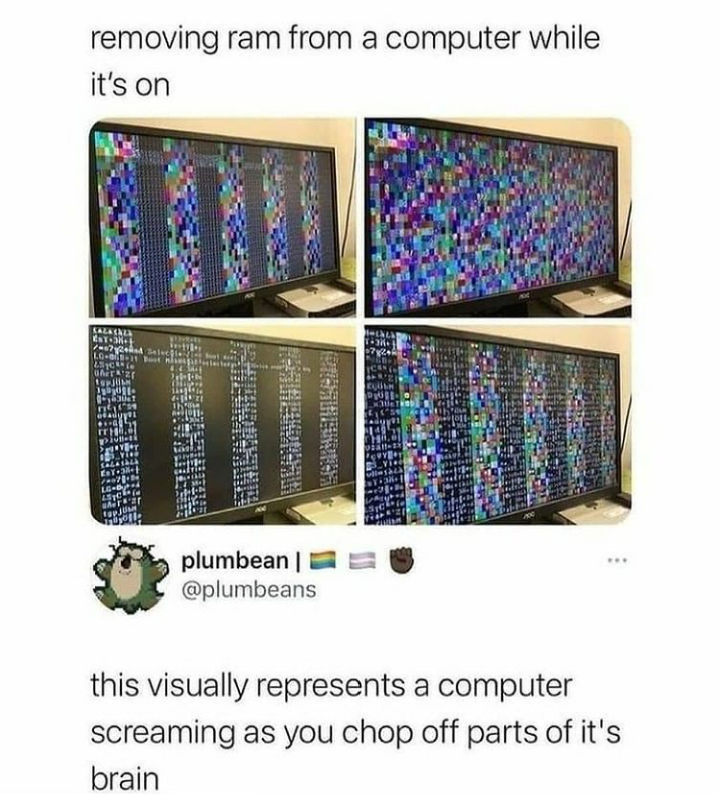 removing ram from a computer while
it's on
plumbean |
@plumbeans
this visually represents a computer
screaming as you chop off parts of it's
brain